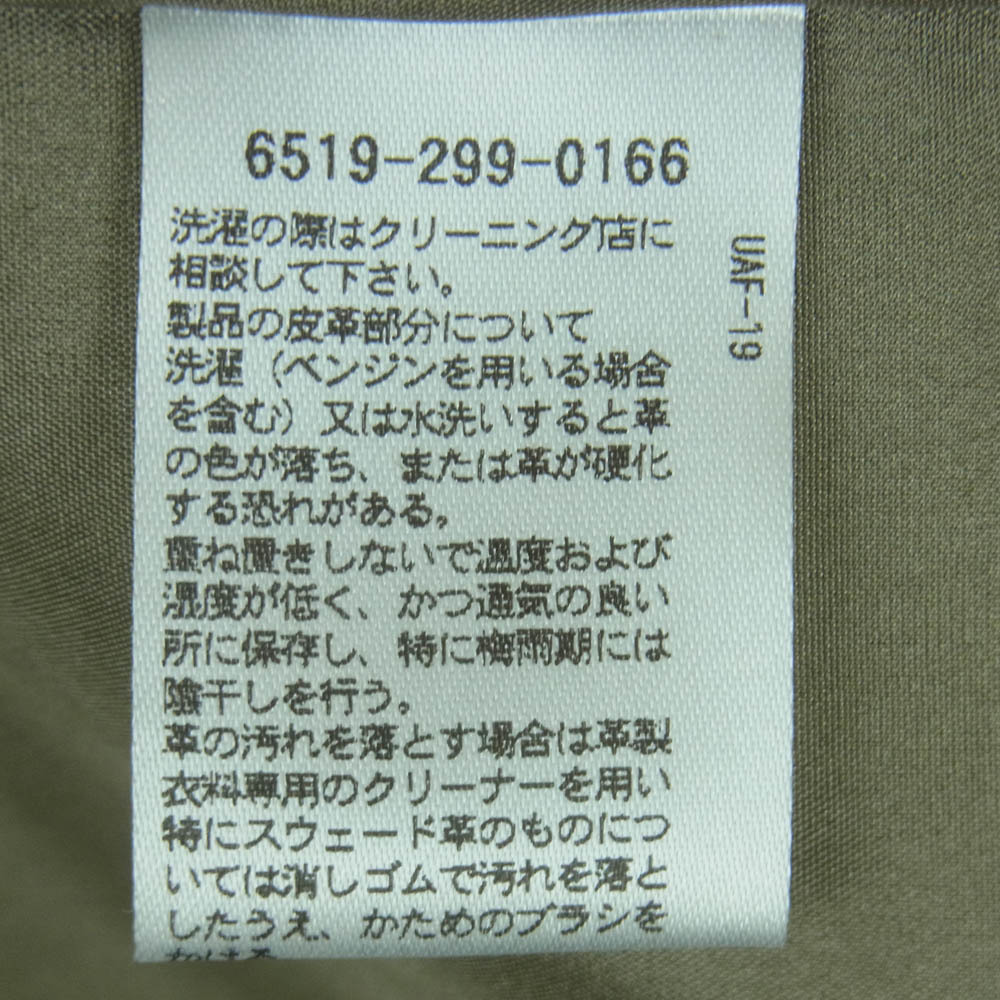 6519-299-0166
洗濯の際はクリーニング店に
相談して下さい。
製品の皮革部分について
洗濯（ベンジンを用いる場合
を含む）又は水洗いすると革
の色が落ち、または革が硬化
する恐れがある。
重ね置きしないで温度および
湿度が低く、かつ通気の良い
所に保存し、特に梅雨期には
陰干しを行う。
革の汚れを落とす場合は革製
衣料専用のクリーナーを用い
特にスウェード革のものにつ
いては消しゴムで汚れを落と
したうえ、かためのブラシを
UAF-19